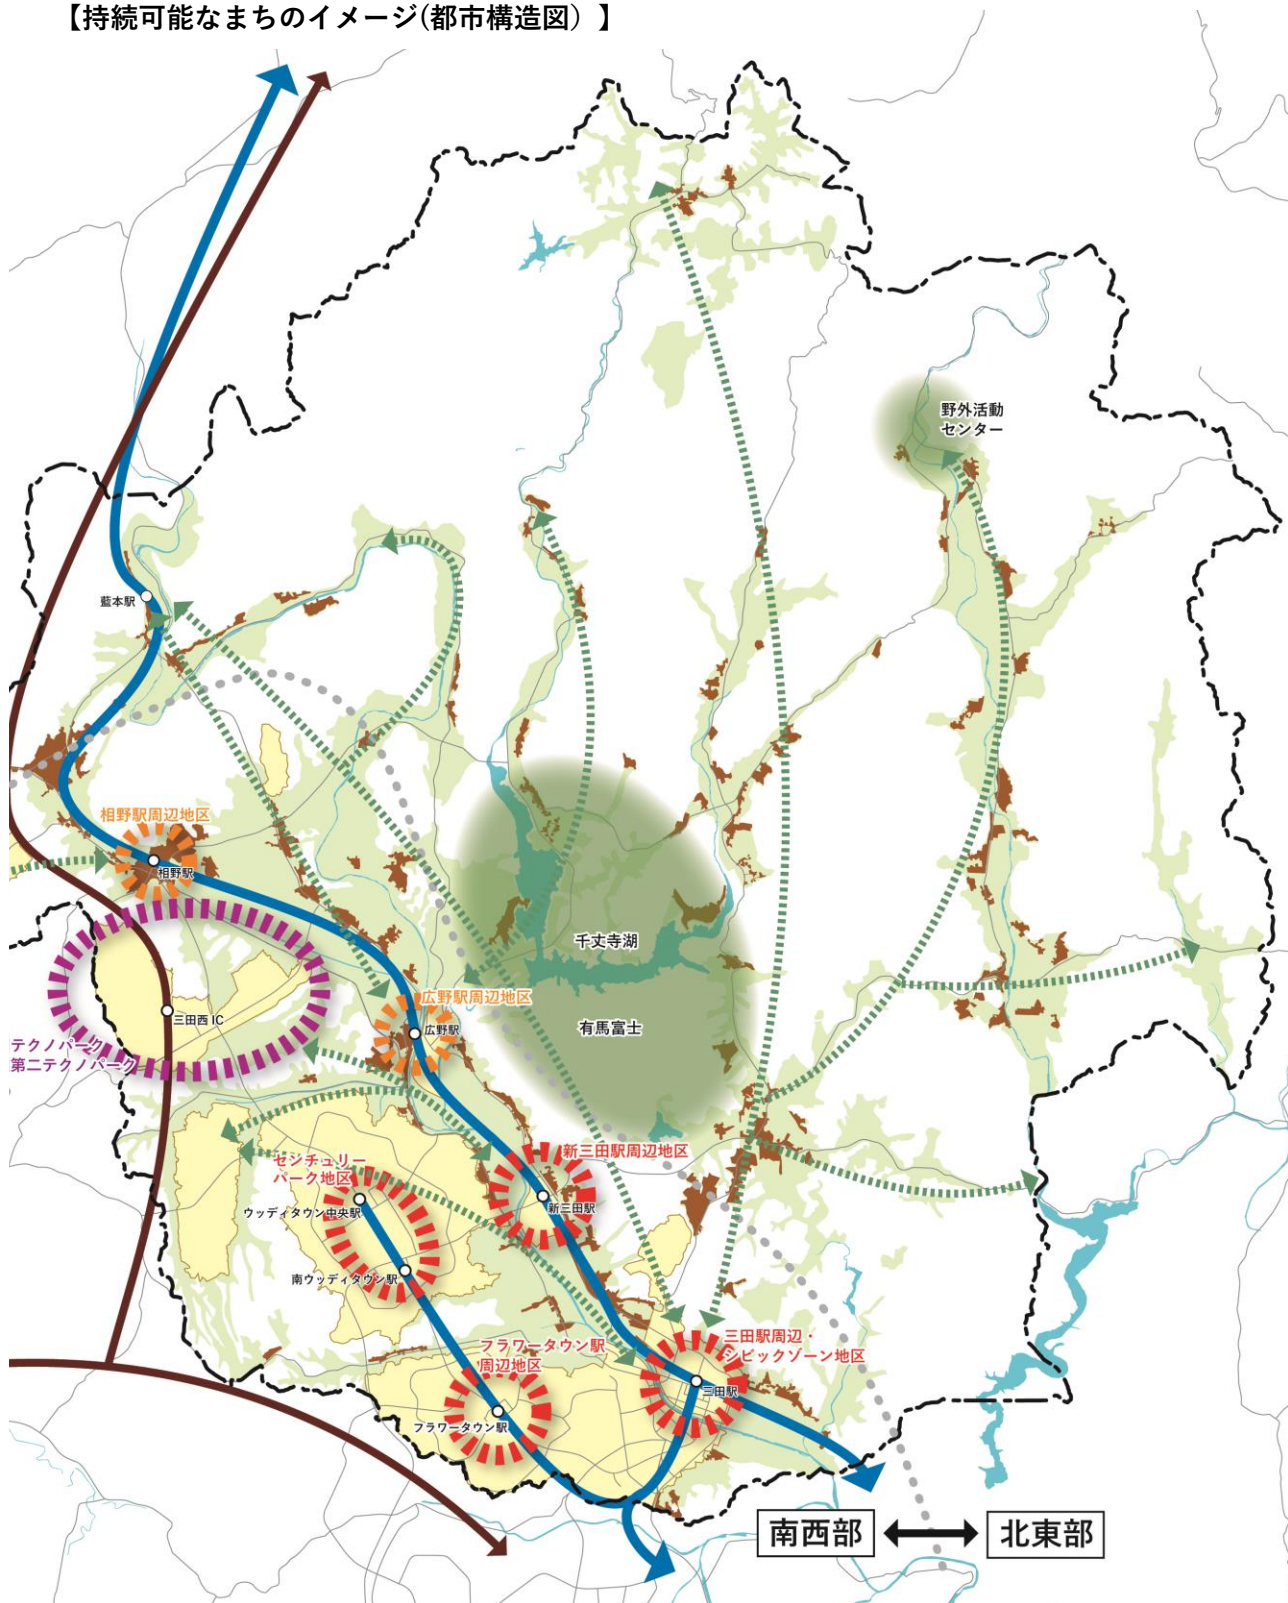 【持続可能なまちのイメージ(都市構造図）】
野外活動
センター
藍本駅
相野駅周辺地区
相野駅
千丈寺湖
広野駅周辺地区
三田西IC
有馬富士
広野駅
テクノパーク
第二テクノパーク
新三田駅周辺地区
センチュリー
パーク地区
ウッディタウン中央駅
新三田駅
南ウッディタウン駅
三田駅周辺・
シビックゾーン地区
フラワータウン駅
周辺地区
三田駅
フラワータウン駅
南西部
北東部